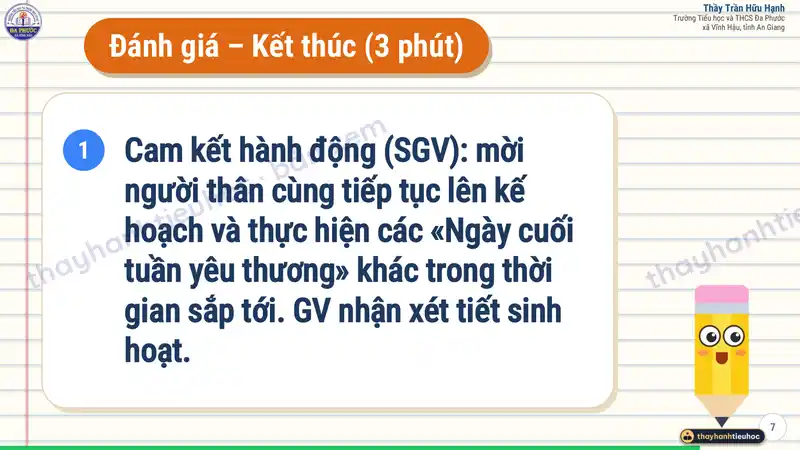 Thầy Trần Hữu Hạnh
Trường Tiểu học và THCS Đa Phước
xã Vĩnh Hậu, tỉnh An Giang
ĐA PHƯỚC
Đánh giá – Kết thúc (3 phút)
1
Cam kết hành động (SGV): mời
người thân cùng tiếp tục lên kế
hoạch và thực hiện các «Ngày cuối
tuần yêu thương» khác trong thời
gian sắp tới. GV nhận xét tiết sinh
hoạt.
7
thayhanhtieuhoc